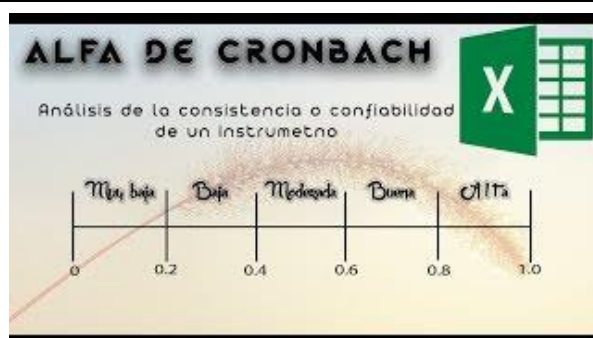 ALFA DE CRONBACH
X
Análisis de la consistencia o confiabilidad
de un instrumetno
Muy baja Baja Moderada Buena Alta
0 0.2 0.4 0.6 0.8 1.0